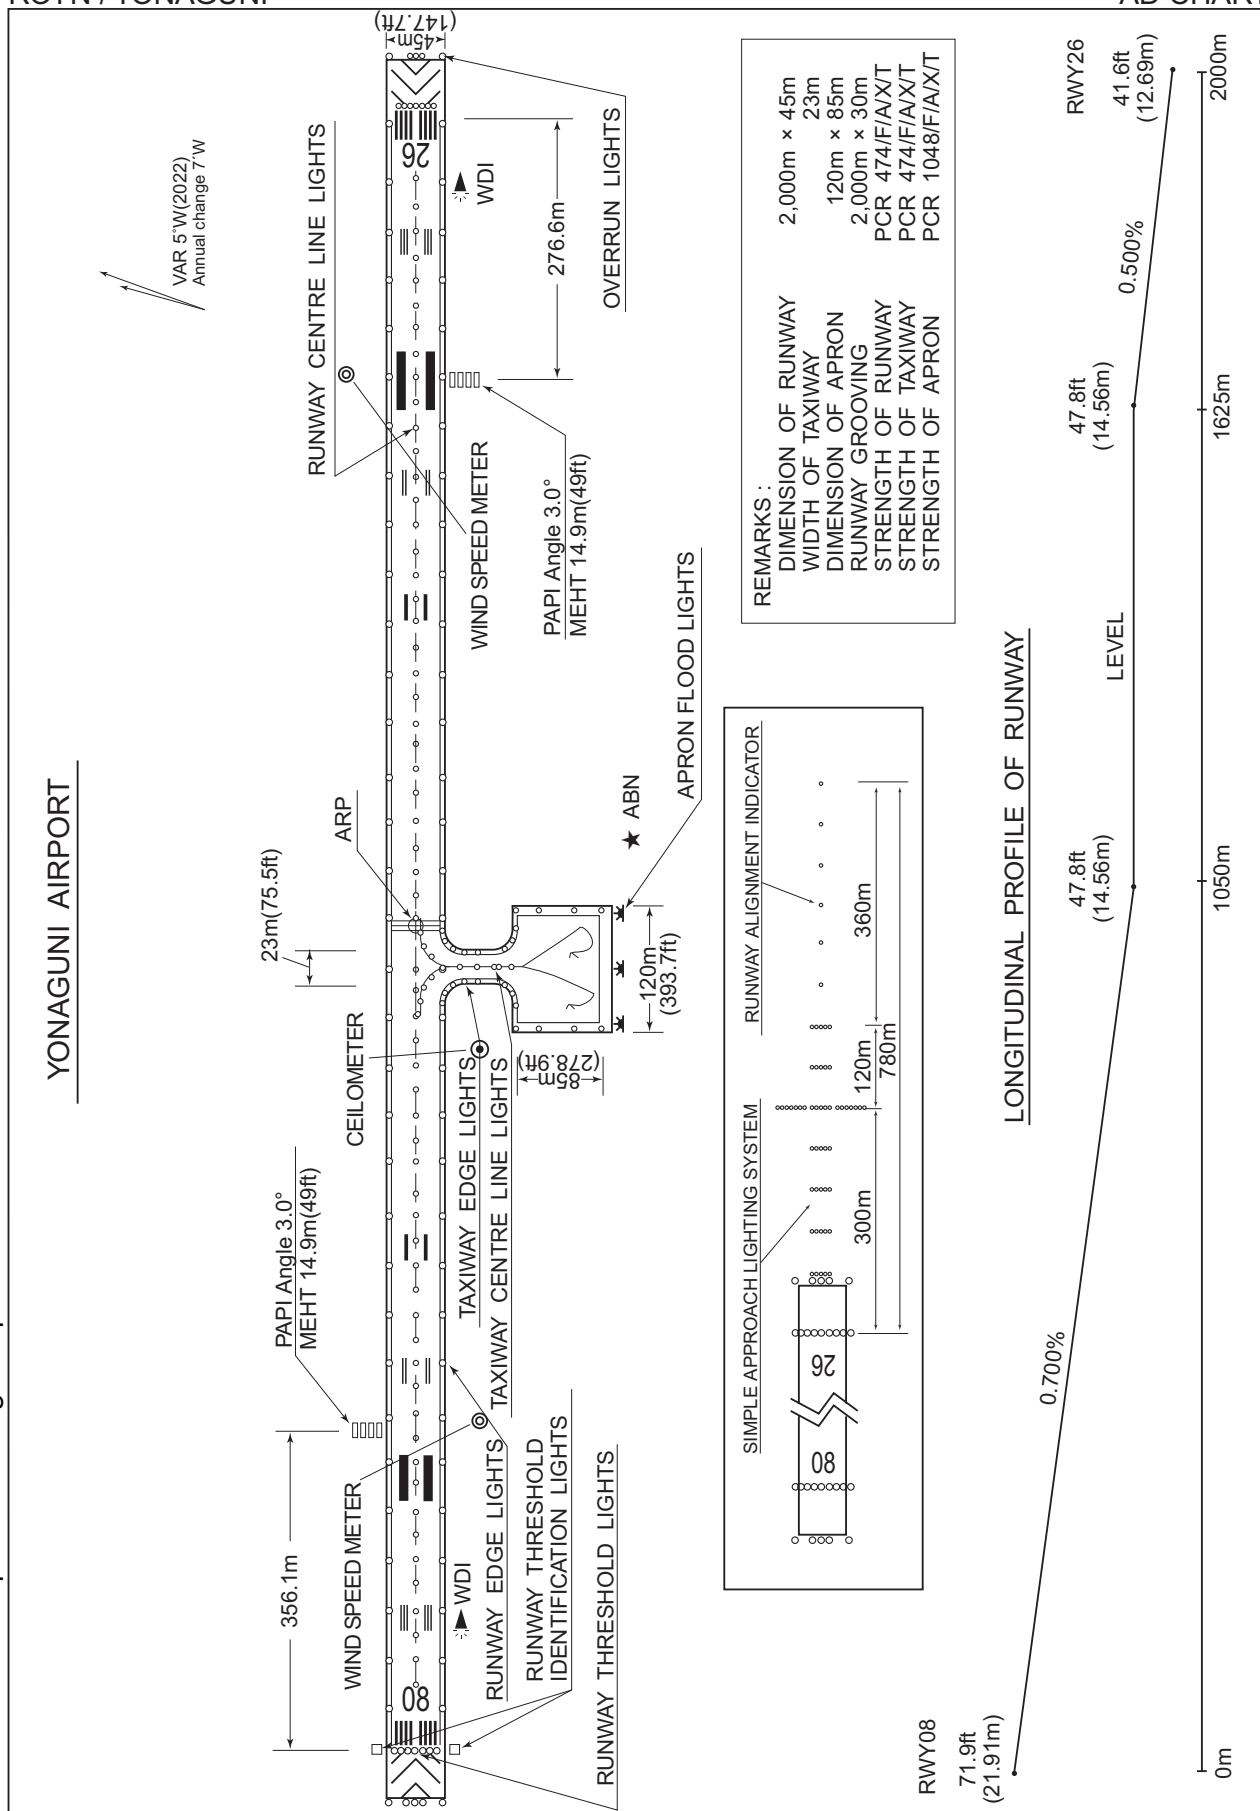 YONAGUNI AIRPORT
VAR 5°W(2022)
Annual change 7'W
45m
(147.7ft)
RUNWAY CENTRE LINE LIGHTS
26
WDI
OVERRUN LIGHTS
276.6m
WIND SPEED METER
PAPI Angle 3.0°
MEHT 14.9m(49ft)
ARP
23m(75.5ft)
CEILOMETER
ABN
APRON FLOOD LIGHTS
120m
(393.7ft)
85m
(278.9ft)
TAXIWAY EDGE LIGHTS
TAXIWAY CENTRE LINE LIGHTS
PAPI Angle 3.0°
MEHT 14.9m(49ft)
356.1m
WIND SPEED METER
08
WDI
RUNWAY EDGE LIGHTS
RUNWAY THRESHOLD
IDENTIFICATION LIGHTS
RUNWAY THRESHOLD LIGHTS
REMARKS :
DIMENSION OF RUNWAY 2,000m × 45m
WIDTH OF TAXIWAY 23m
DIMENSION OF APRON 120m × 85m
RUNWAY GROOVING 2,000m × 30m
STRENGTH OF RUNWAY PCR 474/F/A/X/T
STRENGTH OF TAXIWAY PCR 474/F/A/X/T
STRENGTH OF APRON PCR 1048/F/A/X/T
SIMPLE APPROACH LIGHTING SYSTEM
RUNWAY ALIGNMENT INDICATOR
08
26
300m
120m
360m
780m
LONGITUDINAL PROFILE OF RUNWAY
RWY08
71.9ft
(21.91m)
0.700%
47.8ft
(14.56m)
LEVEL
47.8ft
(14.56m)
0.500%
RWY26
41.6ft
(12.69m)
0m
1050m
1625m
2000m